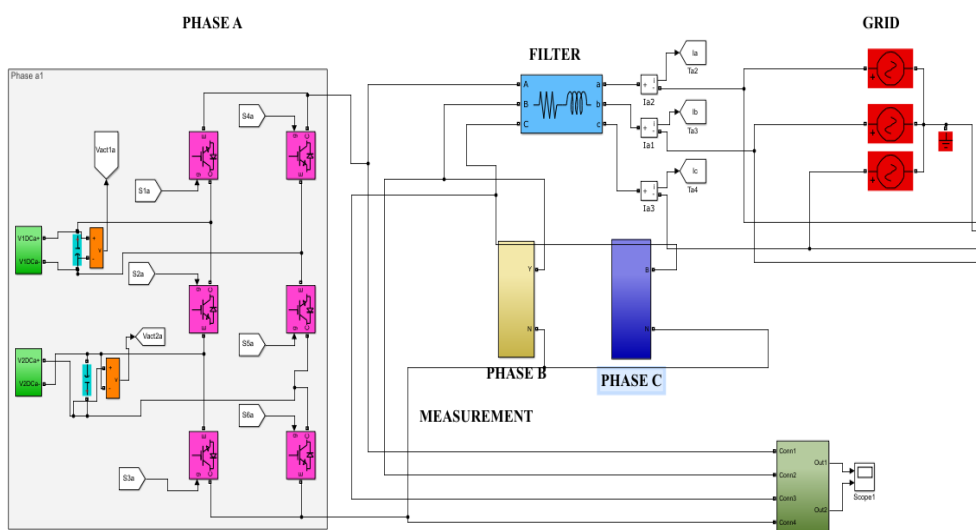 PHASE A
GRID
FILTER
Phase a1
S4a
Vact1a
S1a
V1DCa+
V1DCa-
+
-
v
S2a
Vact2a
V2DCa+
V2DCa-
+
-
v
S5a
S6a
S3a
A
B
C
a
b
c
+
i
-
Ia2
Ia
Ta2
+
i
-
Ia1
Ib
Ta3
+
i
-
Ia3
Ic
Ta4
+
+
+
Y
N
B
N
PHASE B
PHASE C
MEASUREMENT
Conn1
Conn2
Conn3
Conn4
Out1
Out2
Scope1